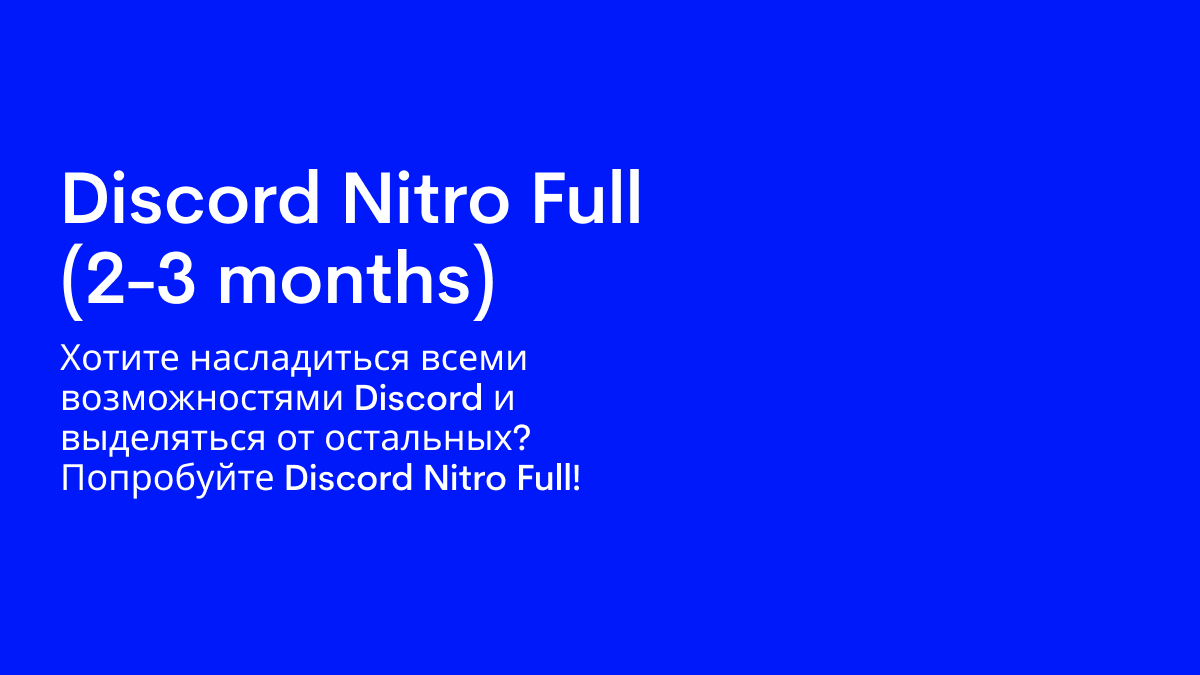 Discord Nitro Full
(2-3 months)
Хотите насладиться всеми
возможностями Discord и
выделяться от остальных?
Попробуйте Discord Nitro Full!